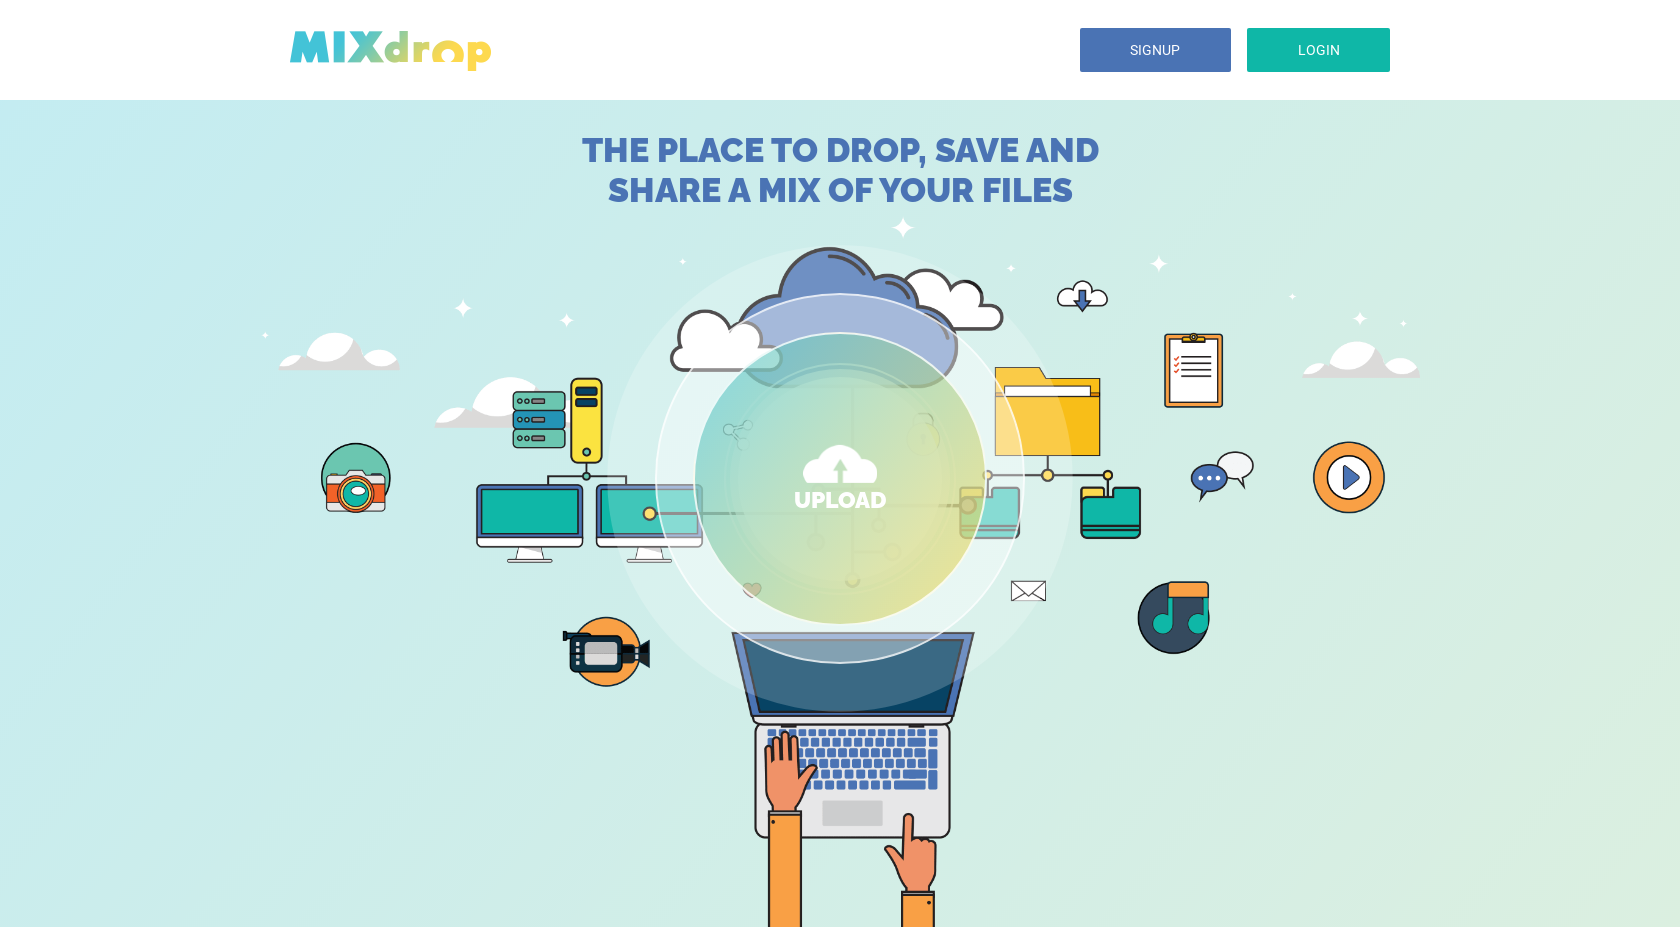 MIXdrop
SIGNUP
LOGIN
THE PLACE TO DROP, SAVE AND
SHARE A MIX OF YOUR FILES
UPLOAD